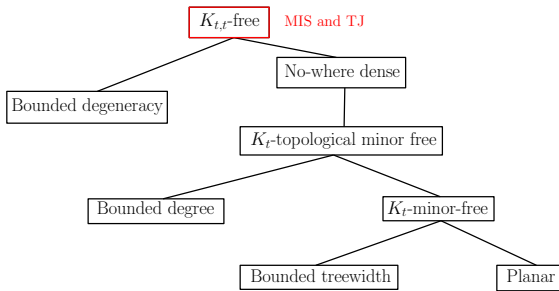 K_{t,t}-free
MIS and TJ
No-where dense
Bounded degeneracy
K_t-topological minor free
Bounded degree
K_t-minor-free
Bounded treewidth
Planar